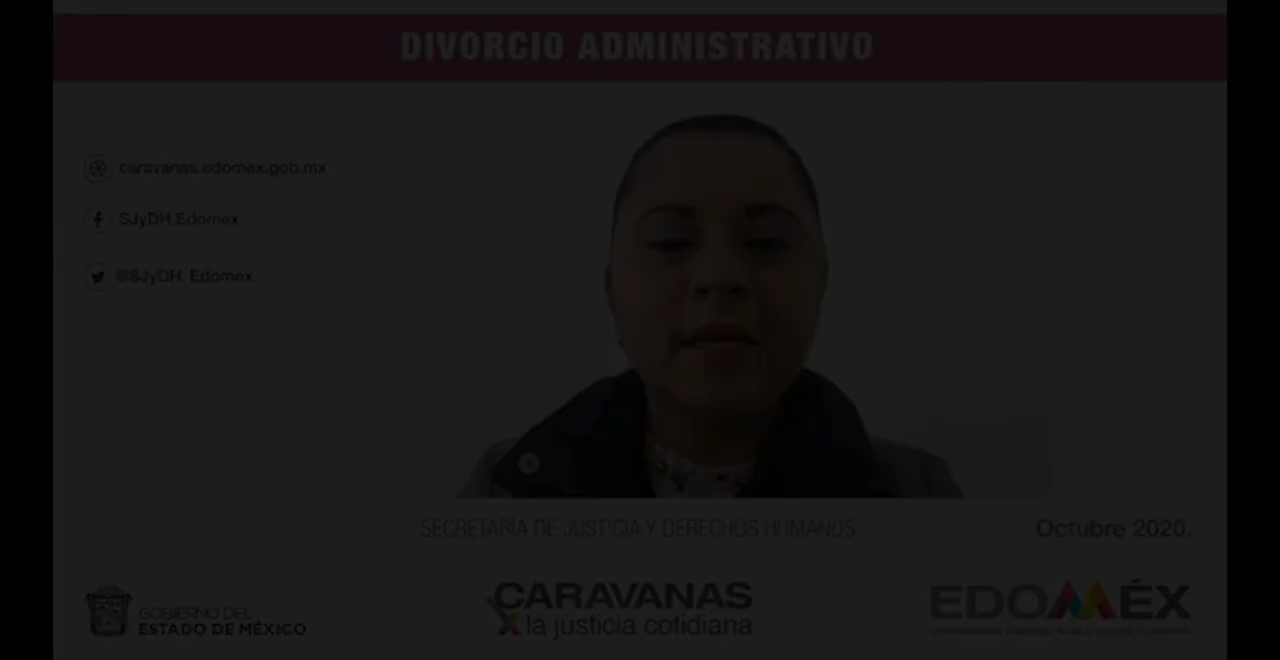 DIVORCIO ADMINISTRATIVO
caravanas.edomex.gob.mx
SJyDH.Edomex
@SJyDH_Edomex
SECRETARÍA DE JUSTICIA Y DERECHOS HUMANOS
Octubre 2020.
GOBIERNO DEL
ESTADO DE MÉXICO
CARAVANAS
X la justicia cotidiana
EDOMÉX